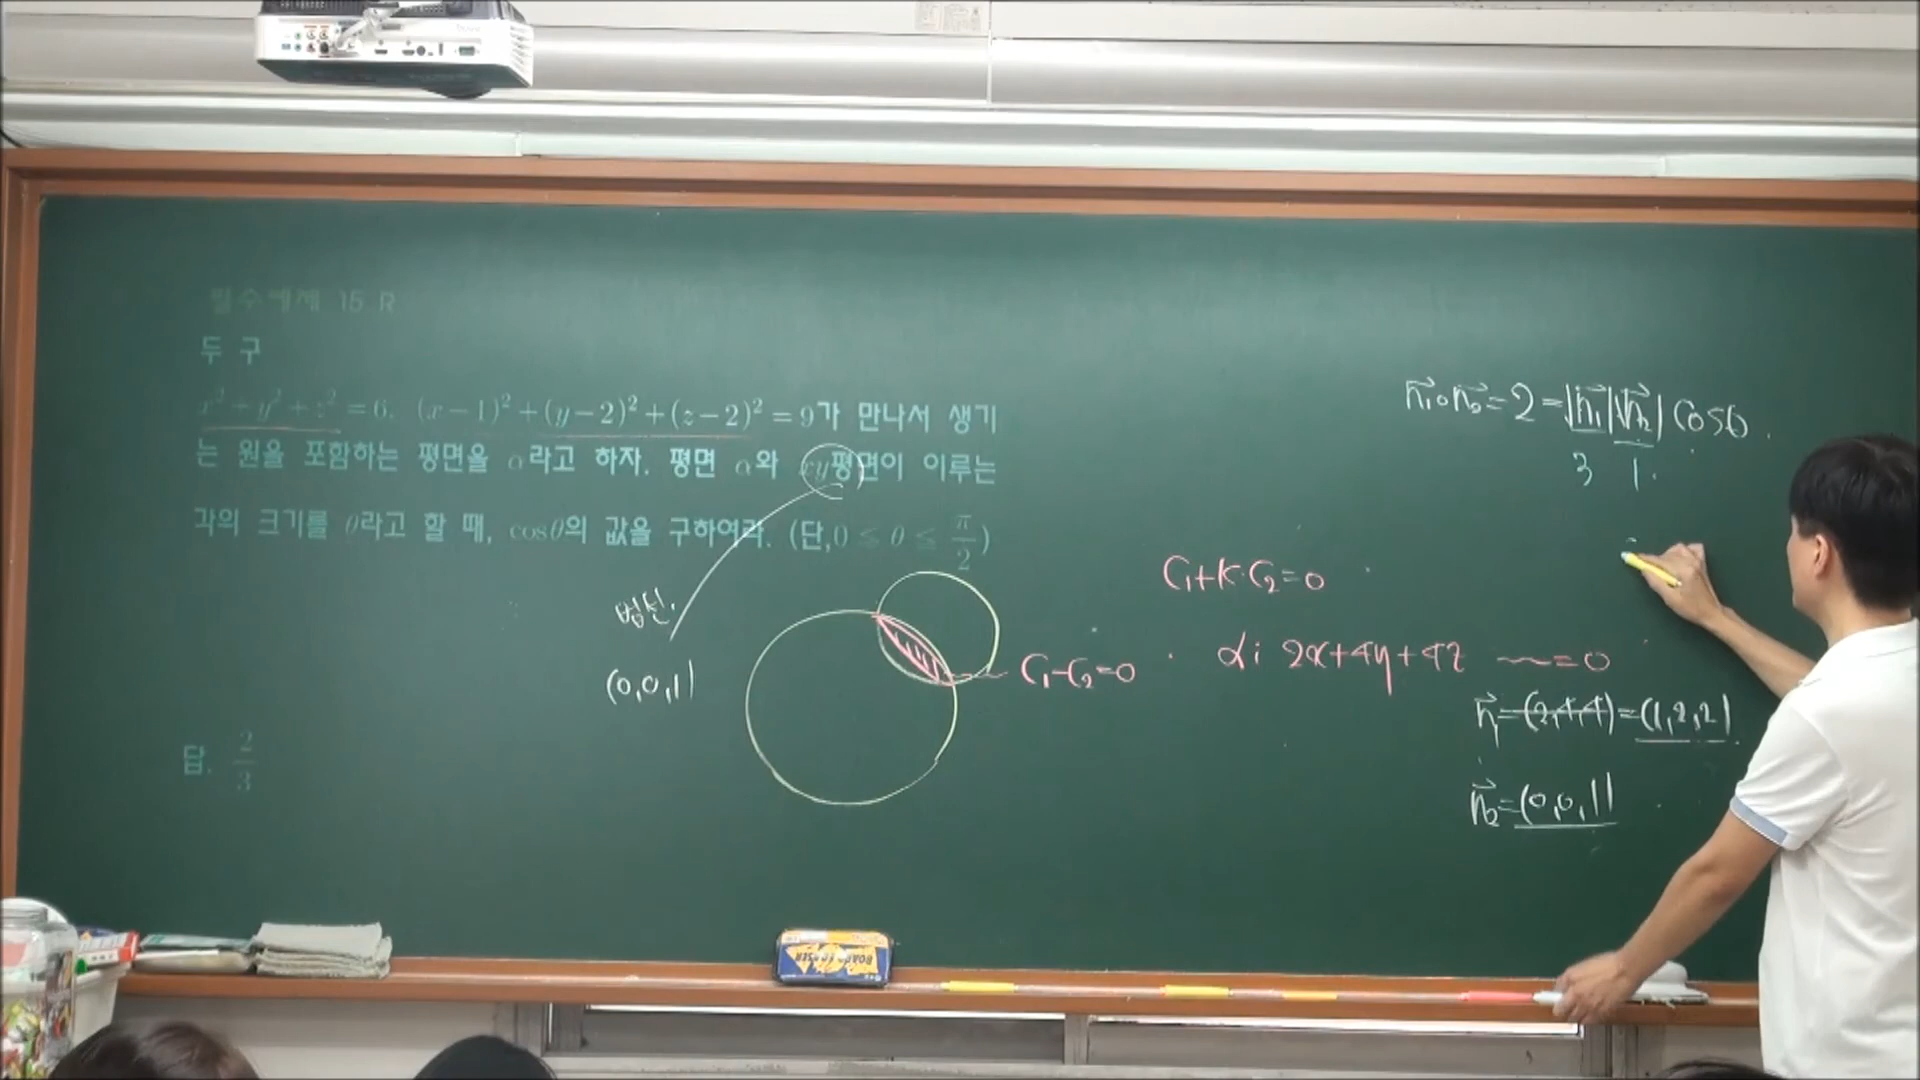 필수예제 15 R
두 구
x² + y² + z² = 6, (x − 1)² + (y − 2)² + (z − 2)² = 9가 만나서 생기
는 원을 포함하는 평면을 α라고 하자. 평면 α와 xy평면이 이루는
각의 크기를 θ라고 할 때, cosθ의 값을 구하여라. (단, 0 ≤ θ ≤ π/2)
법선.
(0,0,1)
답. 2/3
C₁-C₂=0
C₁+k·C₂=0
α: 2x+4y+4z ~=0
n₁=(2,4,4)=(1,2,2)
n₂=(0,0,1)
n₁∘n₂=2=|n₁||n₂| cosθ
3 1
BOARD ERASER